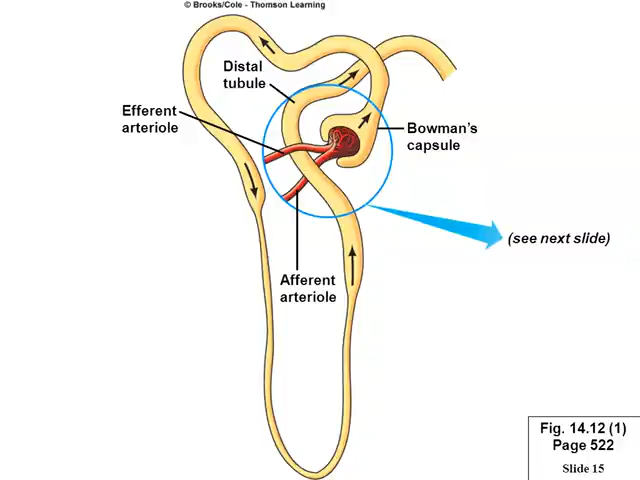 © Brooks/Cole - Thomson Learning
Distal
tubule
Efferent
arteriole
Bowman's
capsule
(see next slide)
Afferent
arteriole
Fig. 14.12 (1)
Page 522
Slide 15